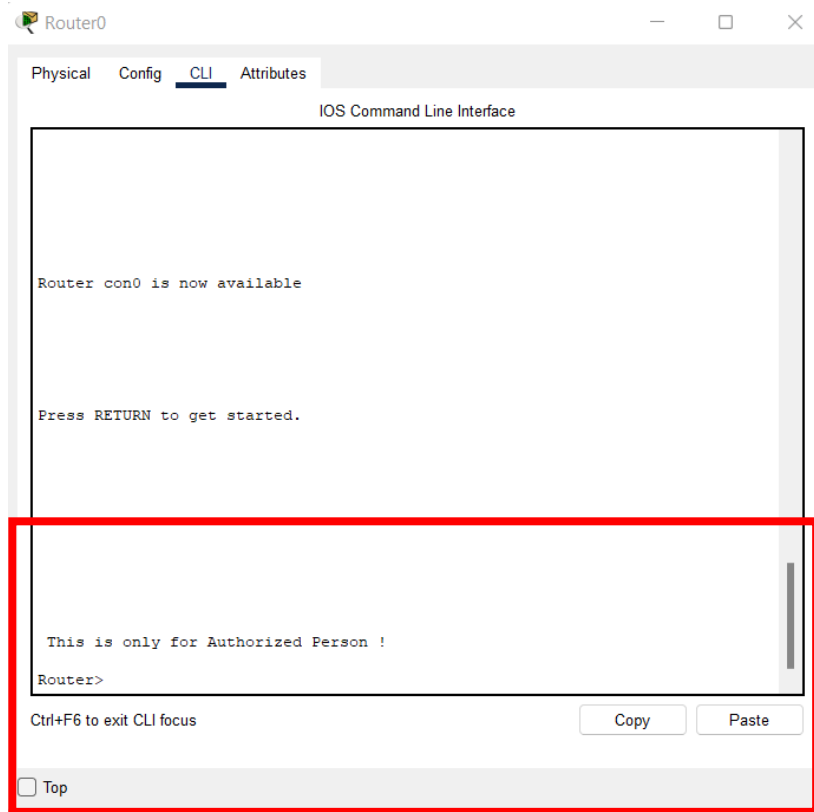 Router0
Physical Config CLI Attributes
IOS Command Line Interface
Router con0 is now available
Press RETURN to get started.
This is only for Authorized Person !
Router>
Ctrl+F6 to exit CLI focus Copy Paste
Top